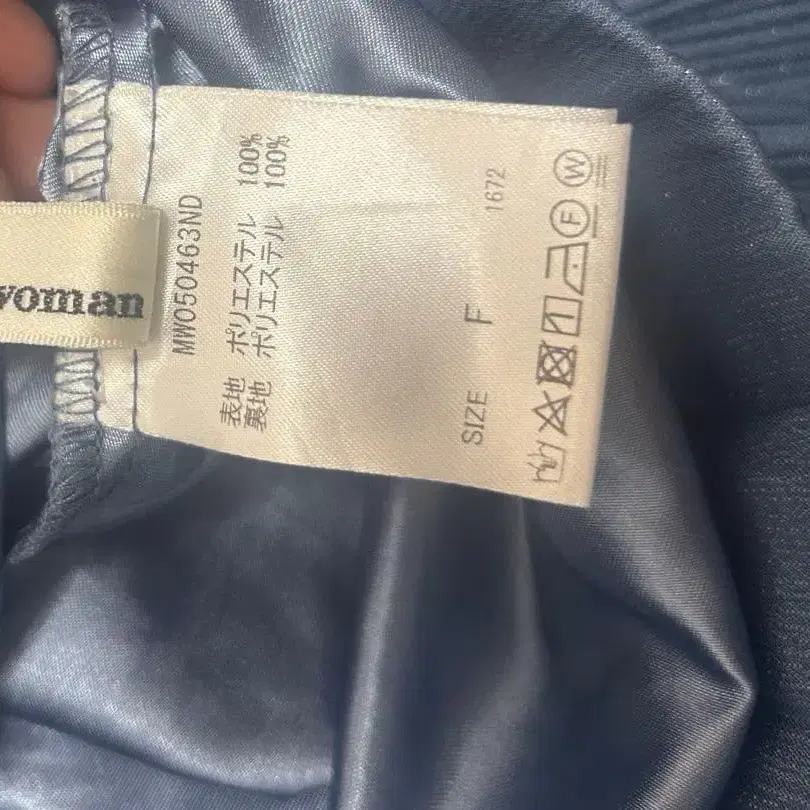 woman
MW050463ND
表地 ポリエステル 100%
裏地 ポリエステル 100%
SIZE F
1672
F
W